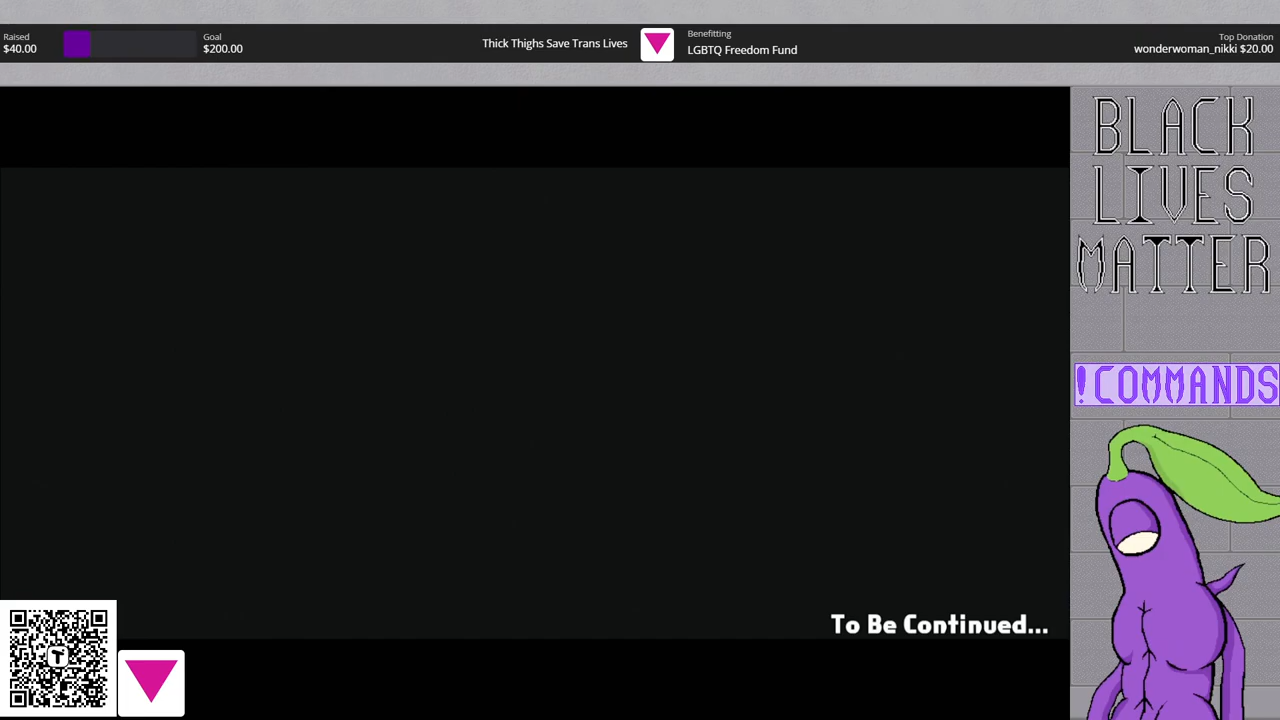 Raised
$40.00
Goal
$200.00
Thick Thighs Save Trans Lives
Benefitting
LGBTQ Freedom Fund
Top Donation
wonderwoman_nikki $20.00
BLACK
LIVES
MATTER
!COMMANDS
To Be Continued...
T